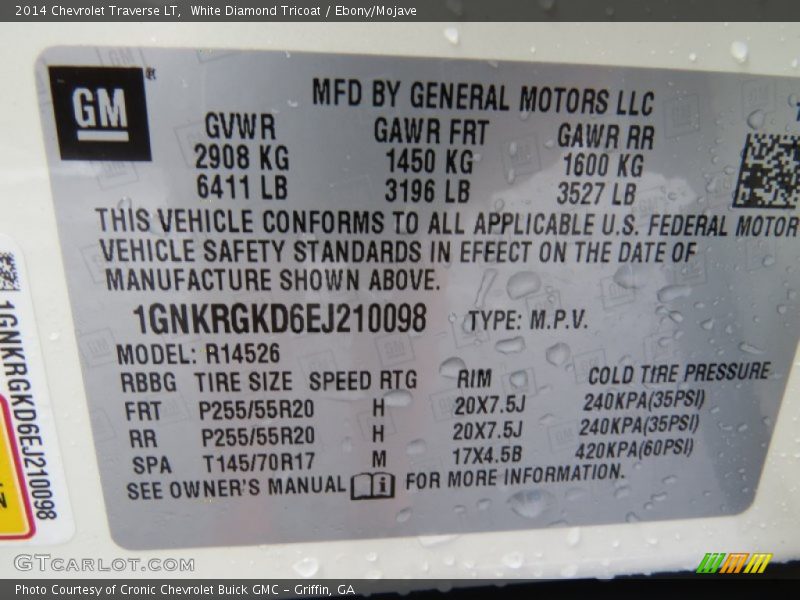 2014 Chevrolet Traverse LT,  White Diamond Tricoat / Ebony/Mojave
GM
MFD BY GENERAL MOTORS LLC
GVWR GAWR FRT GAWR RR
2908 KG 1450 KG 1600 KG
6411 LB 3196 LB 3527 LB
THIS VEHICLE CONFORMS TO ALL APPLICABLE U.S. FEDERAL MOTOR
VEHICLE SAFETY STANDARDS IN EFFECT ON THE DATE OF
MANUFACTURE SHOWN ABOVE.
1GNKRGKD6EJ210098 TYPE: M.P.V.
MODEL: R14526
RBBG TIRE SIZE SPEED RTG RIM COLD TIRE PRESSURE
FRT P255/55R20 H 20X7.5J 240KPA(35PSI)
RR P255/55R20 H 20X7.5J 240KPA(35PSI)
SPA T145/70R17 M 17X4.5B 420KPA(60PSI)
SEE OWNER'S MANUAL FOR MORE INFORMATION.
1GNKRGKD6EJ210098
GTCARLOT.COM
Photo Courtesy of Cronic Chevrolet Buick GMC – Griffin, GA